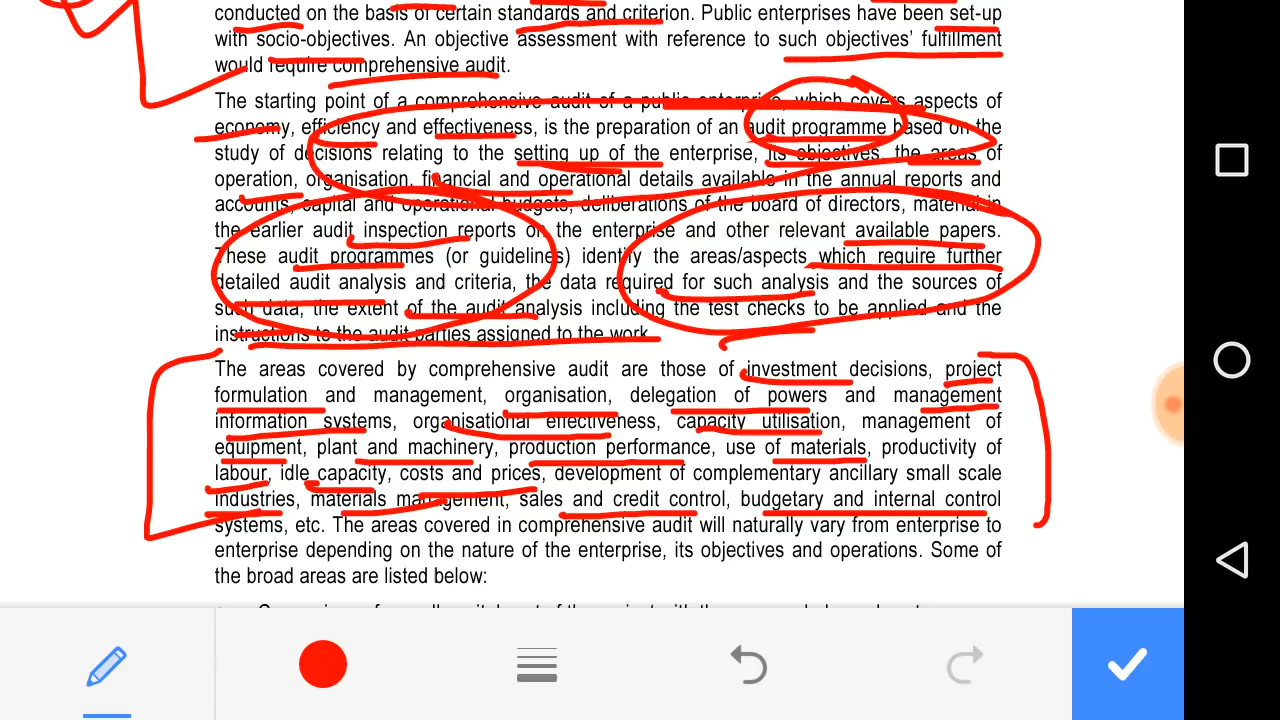 conducted on the basis of certain standards and criterion. Public enterprises have been set-up
with socio-objectives. An objective assessment with reference to such objectives' fulfillment
would require comprehensive audit.
The starting point of a comprehensive audit of a public enterprise, which covers aspects of
economy, efficiency and effectiveness, is the preparation of an audit programme based on the
study of decisions relating to the setting up of the enterprise, its objectives, the areas of
operation, organisation, financial and operational details available in the annual reports and
accounts, capital and operational budgets, deliberations of the board of directors, material in
the earlier audit inspection reports on the enterprise and other relevant available papers.
These audit programmes (or guidelines) identify the areas/aspects which require further
detailed audit analysis and criteria, the data required for such analysis and the sources of
such data, the extent of the audit analysis including the test checks to be applied and the
instructions to the audit parties assigned to the work.
The areas covered by comprehensive audit are those of investment decisions, project
formulation and management, organisation, delegation of powers and management
information systems, organisational effectiveness, capacity utilisation, management of
equipment, plant and machinery, production performance, use of materials, productivity of
labour, idle capacity, costs and prices, development of complementary ancillary small scale
industries, materials management, sales and credit control, budgetary and internal control
systems, etc. The areas covered in comprehensive audit will naturally vary from enterprise to
enterprise depending on the nature of the enterprise, its objectives and operations. Some of
the broad areas are listed below: